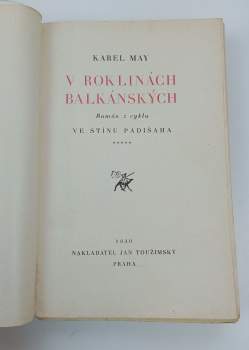 KAREL MAY
V ROKLINÁCH
BALKÁNSKÝCH
Román z cyklu
VE STÍNU PADIŠAHA
*****
1930
NAKLADATEL JAN TOUŽIMSKÝ
PRAHA